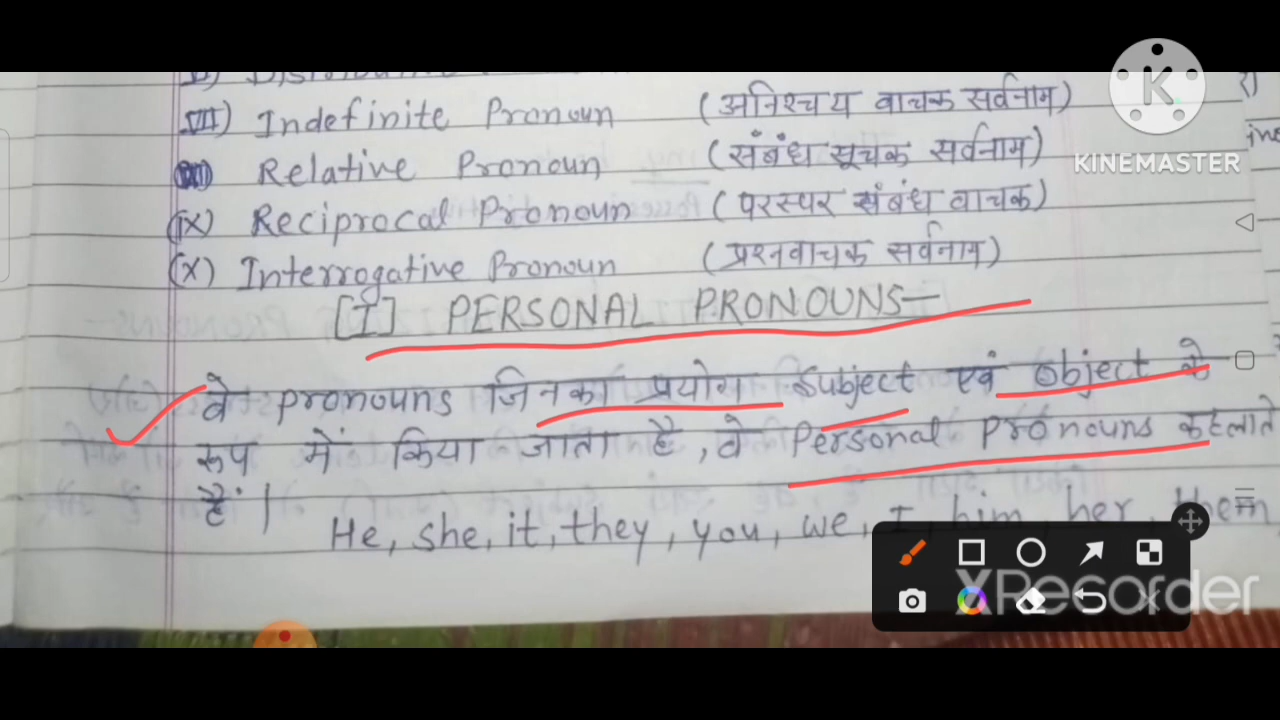 VII) Indefinite Pronoun (अनिश्चय वाचक सर्वनाम)
Relative Pronoun (संबंध सूचक सर्वनाम)
(IX) Reciprocal Pronoun (परस्पर संबंध वाचक)
(X) Interrogative Pronoun (प्रश्नवाचक सर्वनाम)
[I] PERSONAL PRONOUNS—
वे pronouns जिनका प्रयोग Subject एवं Object के
रूप में किया जाता है, वे Personal Pronouns कहलाते
हैं |
He, she, it, they, you, we, I, him, her, them
KINEMASTER
XRecorder